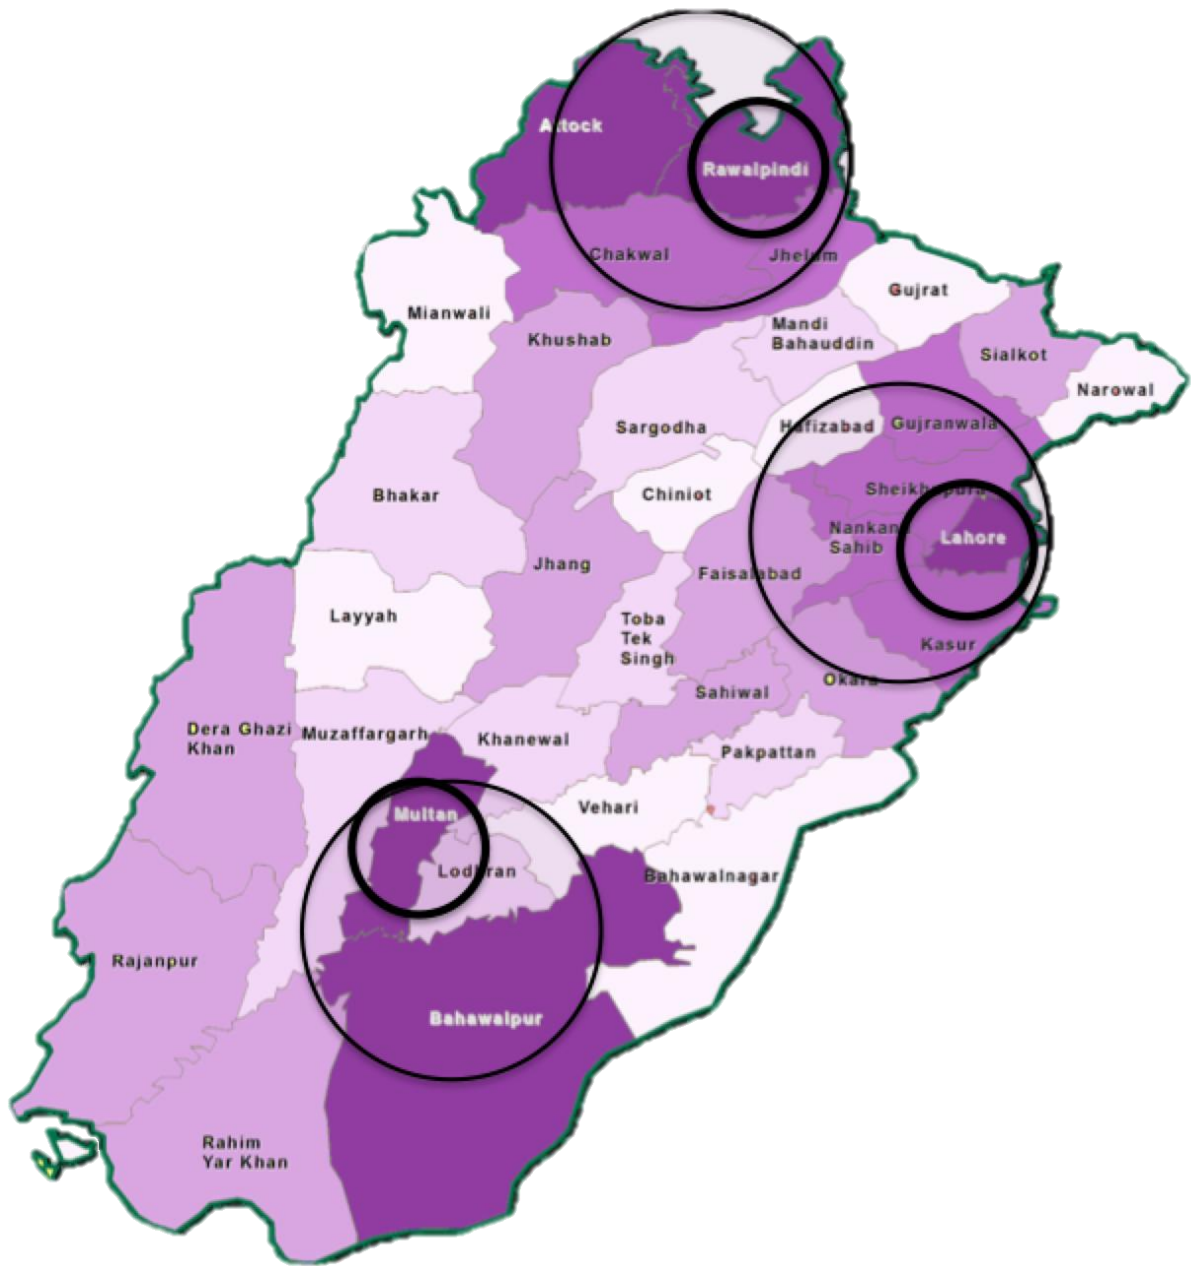 Attock
Rawalpindi
Chakwal
Jhelum
Gujrat
Mianwali
Khushab
Mandi
Bahauddin
Sialkot
Narowal
Sargodha
Hafizabad
Gujranwala
Bhakar
Chiniot
Sheikhupura
Nankana
Sahib
Lahore
Jhang
Faisalabad
Layyah
Toba
Tek
Singh
Kasur
Okara
Sahiwal
Dera Ghazi
Khan
Muzaffargarh
Khanewal
Pakpattan
Multan
Vehari
Lodhran
Bahawalnagar
Rajanpur
Bahawalpur
Rahim
Yar Khan